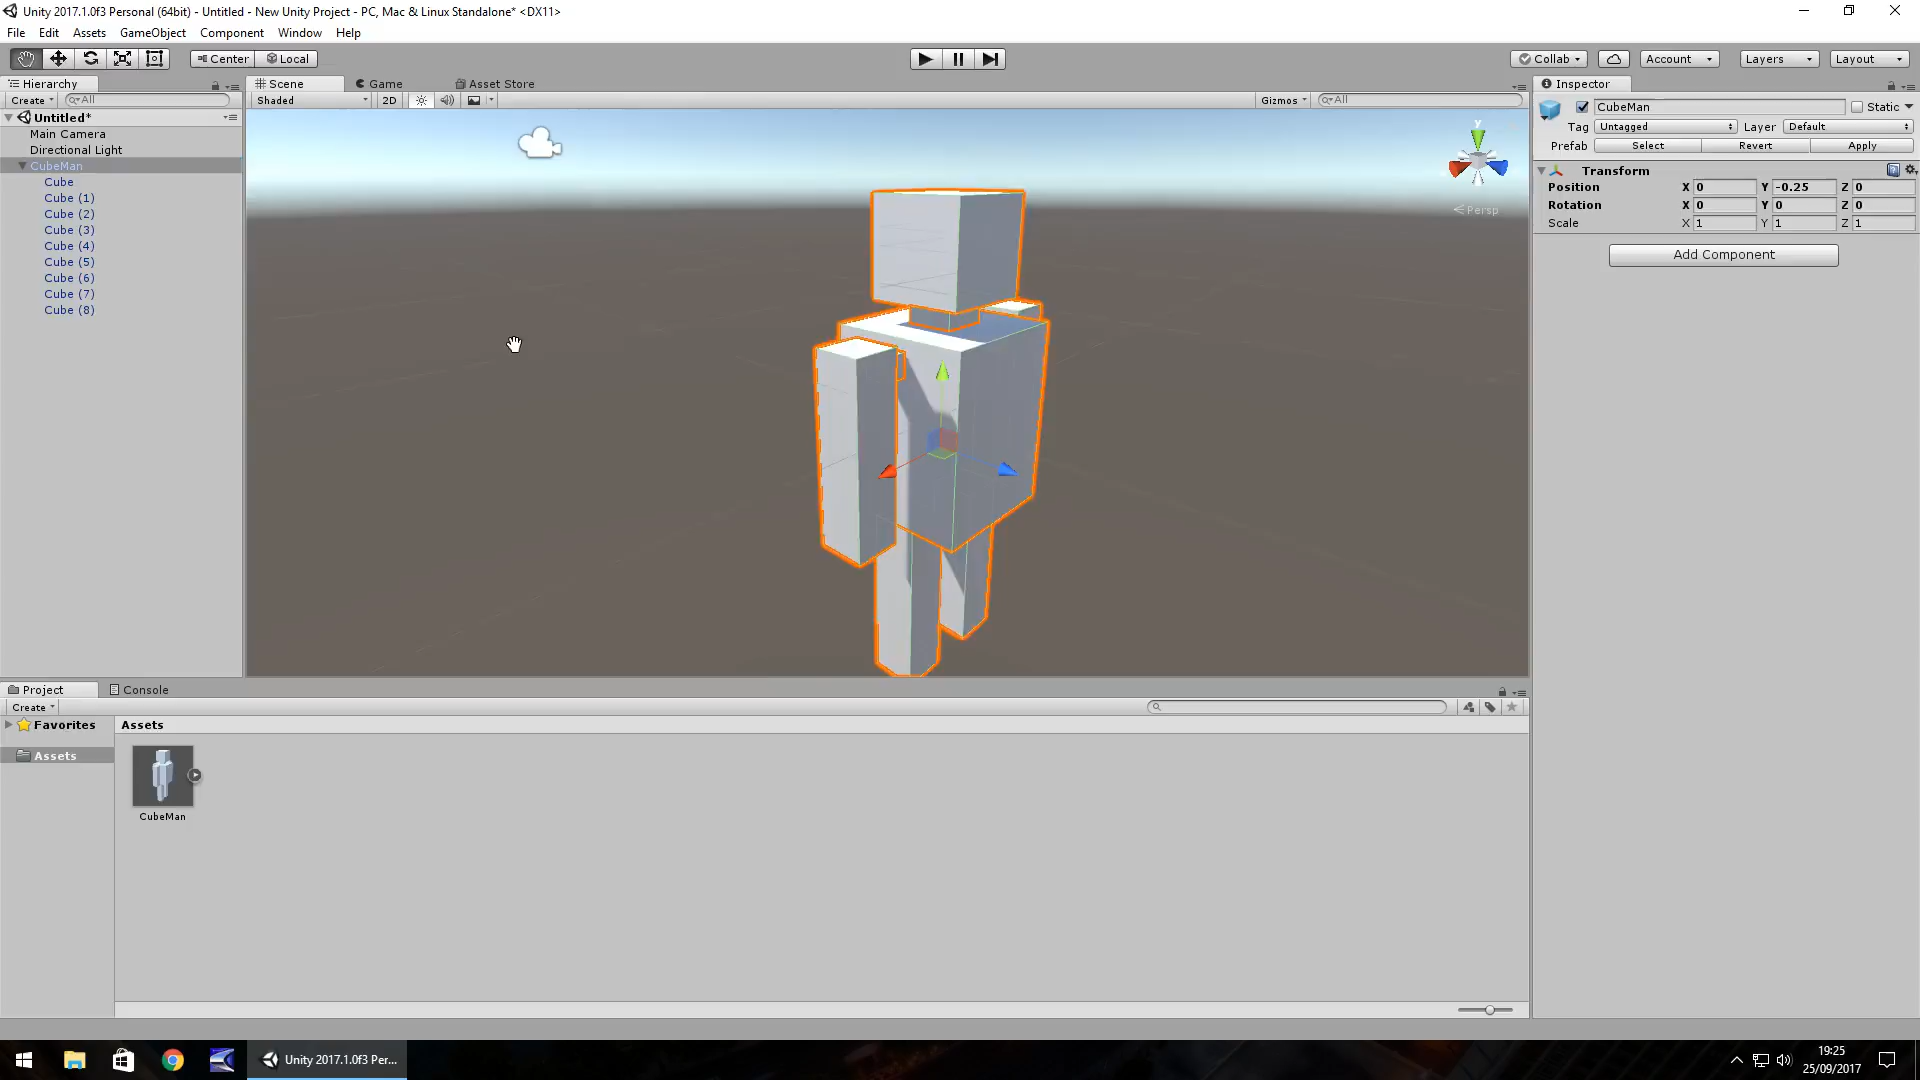 Unity 2017.1.0f3 Personal (64bit) - Untitled - New Unity Project - PC, Mac & Linux Standalone* <DX11>
File Edit Assets GameObject Component Window Help
Center Local Collab Account Layers Layout
Hierarchy
Create All
Untitled*
Main Camera
Directional Light
CubeMan
Cube
Cube (1)
Cube (2)
Cube (3)
Cube (4)
Cube (5)
Cube (6)
Cube (7)
Cube (8)
Scene Game Asset Store
Shaded 2D Gizmos All
y
Persp
Inspector
CubeMan Static
Tag Untagged Layer Default
Prefab Select Revert Apply
Transform
Position X 0 Y -0.25 Z 0
Rotation X 0 Y 0 Z 0
Scale X 1 Y 1 Z 1
Add Component
Project Console
Create
Favorites
Assets
Assets
CubeMan
Unity 2017.1.0f3 Per...
19:25
25/09/2017